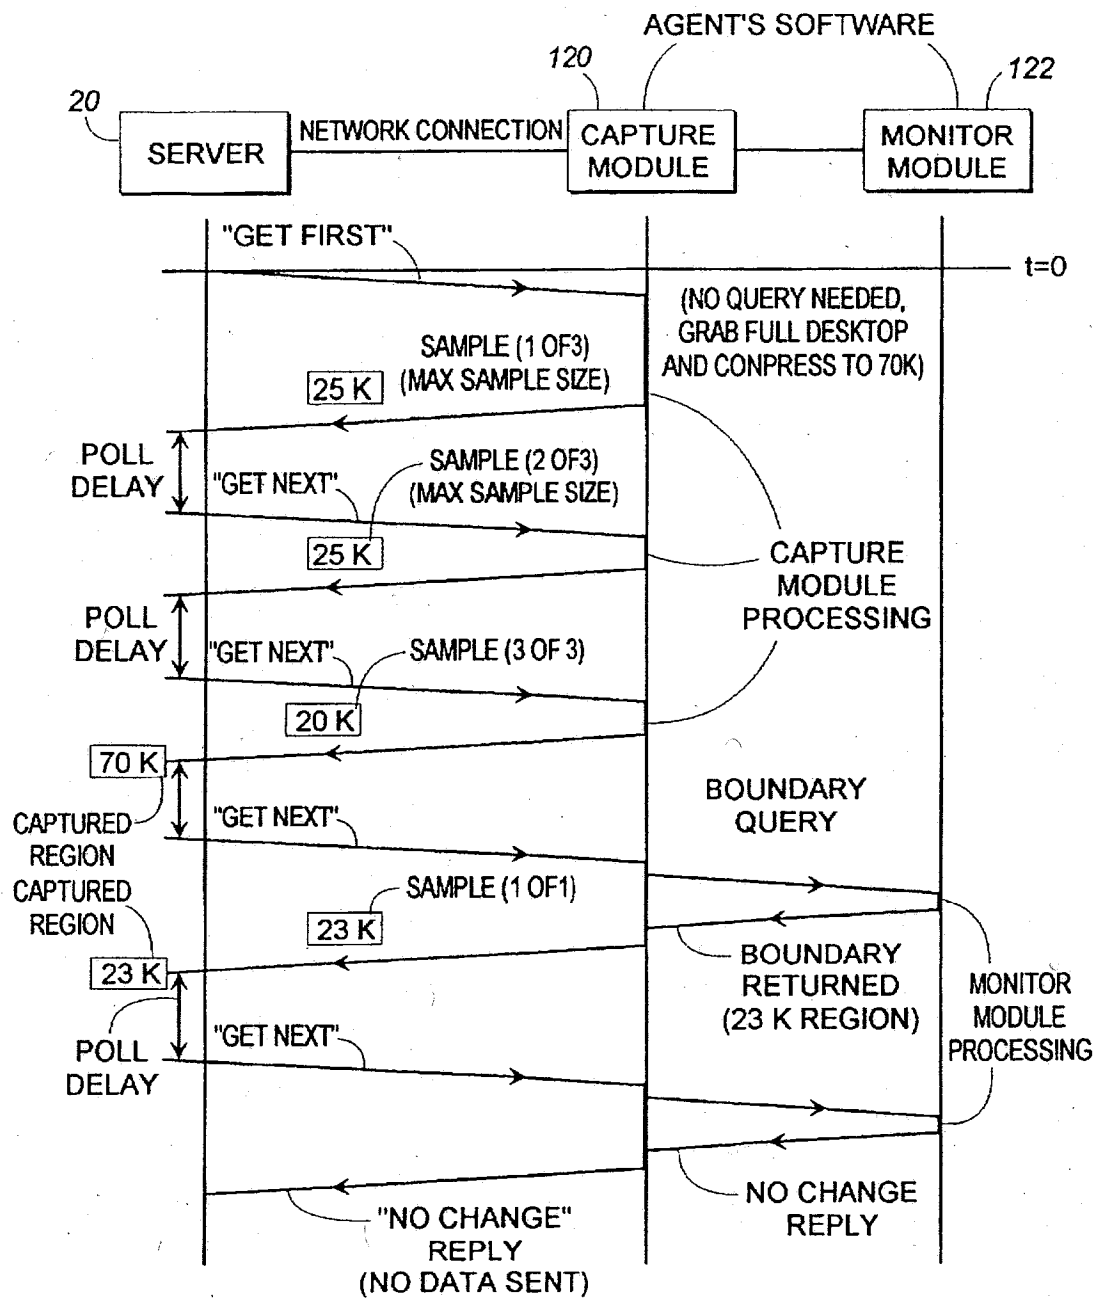 AGENT'S SOFTWARE
120
122
20
SERVER
NETWORK CONNECTION
CAPTURE
MODULE
MONITOR
MODULE
"GET FIRST"
t=0
(NO QUERY NEEDED,
GRAB FULL DESKTOP
AND CONPRESS TO 70K)
SAMPLE (1 OF3)
(MAX SAMPLE SIZE)
25 K
POLL
DELAY
"GET NEXT"
SAMPLE (2 OF3)
(MAX SAMPLE SIZE)
25 K
CAPTURE
MODULE
PROCESSING
POLL
DELAY
"GET NEXT"
SAMPLE (3 OF 3)
20 K
70 K
CAPTURED
REGION
"GET NEXT"
BOUNDARY
QUERY
CAPTURED
REGION
SAMPLE (1 OF1)
23 K
23 K
BOUNDARY
RETURNED
(23 K REGION)
MONITOR
MODULE
PROCESSING
POLL
DELAY
"GET NEXT"
NO CHANGE
REPLY
"NO CHANGE"
REPLY
(NO DATA SENT)